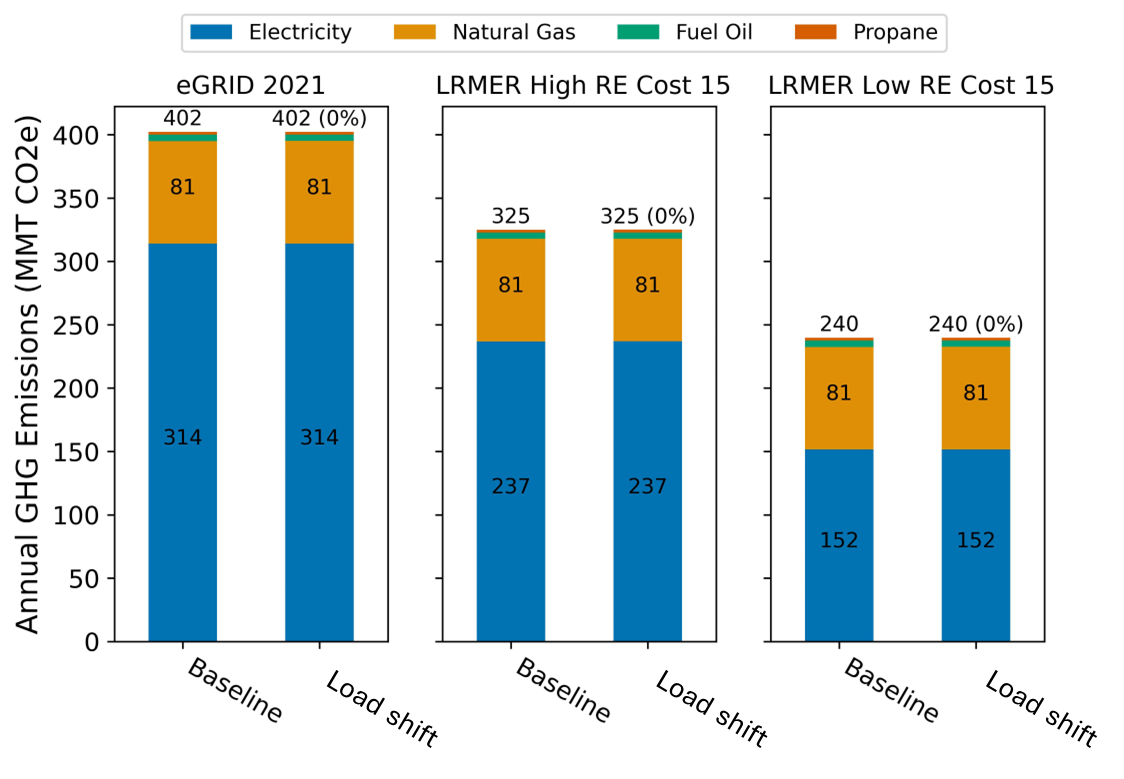 Electricity Natural Gas Fuel Oil Propane
eGRID 2021 LRMER High RE Cost 15 LRMER Low RE Cost 15
Annual GHG Emissions (MMT CO2e)
400
350
300
250
200
150
100
50
0
402 402 (0%)
81 81
314 314
325 325 (0%)
81 81
237 237
240 240 (0%)
81 81
152 152
Baseline Load shift Baseline Load shift Baseline Load shift